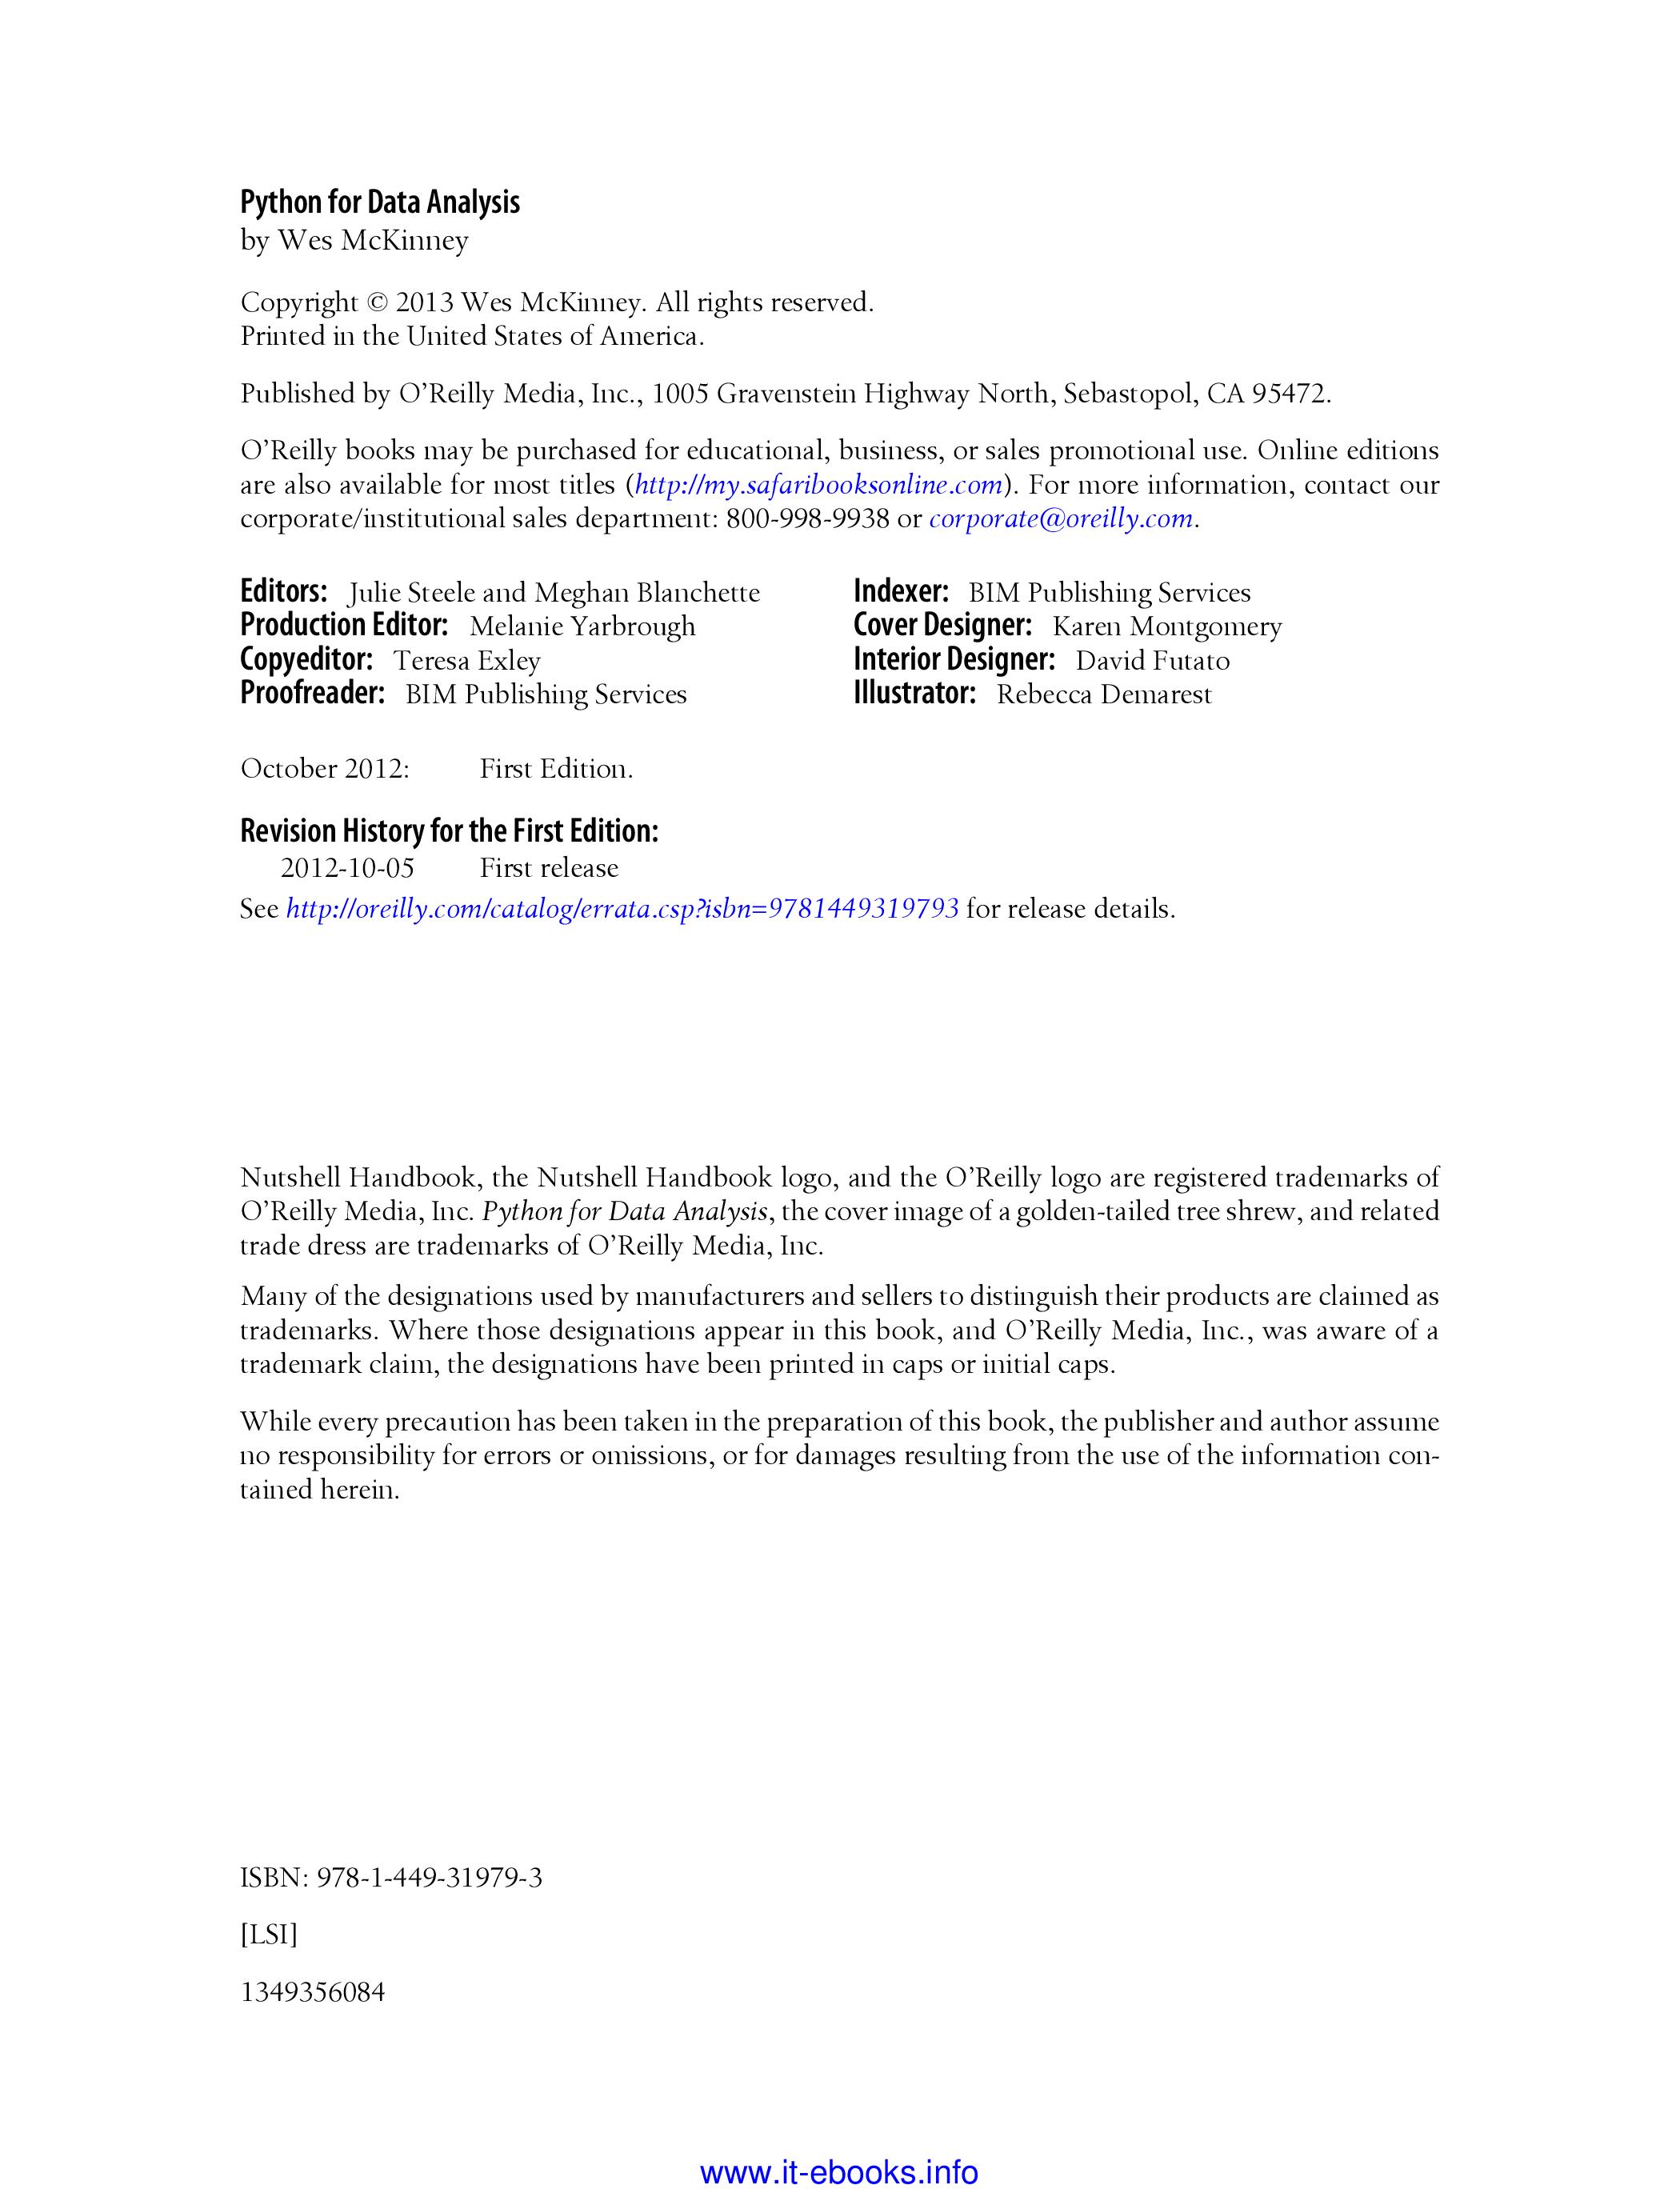 Python for Data Analysis
by Wes McKinney
Copyright © 2013 Wes McKinney. All rights reserved.
Printed in the United States of America.
Published by O’Reilly Media, Inc., 1005 Gravenstein Highway North, Sebastopol, CA 95472.
O’Reilly books may be purchased for educational, business, or sales promotional use. Online editions
are also available for most titles (http://my.safaribooksonline.com). For more information, contact our
corporate/institutional sales department: 800-998-9938 or corporate@oreilly.com.
Editors: Julie Steele and Meghan Blanchette
Production Editor: Melanie Yarbrough
Copyeditor: Teresa Exley
Proofreader: BIM Publishing Services
Indexer: BIM Publishing Services
Cover Designer: Karen Montgomery
Interior Designer: David Futato
Illustrator: Rebecca Demarest
October 2012: First Edition.
Revision History for the First Edition:
2012-10-05 First release
See http://oreilly.com/catalog/errata.csp?isbn=9781449319793 for release details.
Nutshell Handbook, the Nutshell Handbook logo, and the O’Reilly logo are registered trademarks of
O’Reilly Media, Inc. Python for Data Analysis, the cover image of a golden-tailed tree shrew, and related
trade dress are trademarks of O’Reilly Media, Inc.
Many of the designations used by manufacturers and sellers to distinguish their products are claimed as
trademarks. Where those designations appear in this book, and O’Reilly Media, Inc., was aware of a
trademark claim, the designations have been printed in caps or initial caps.
While every precaution has been taken in the preparation of this book, the publisher and author assume
no responsibility for errors or omissions, or for damages resulting from the use of the information con-
tained herein.
ISBN: 978-1-449-31979-3
[LSI]
1349356084
www.it-ebooks.info